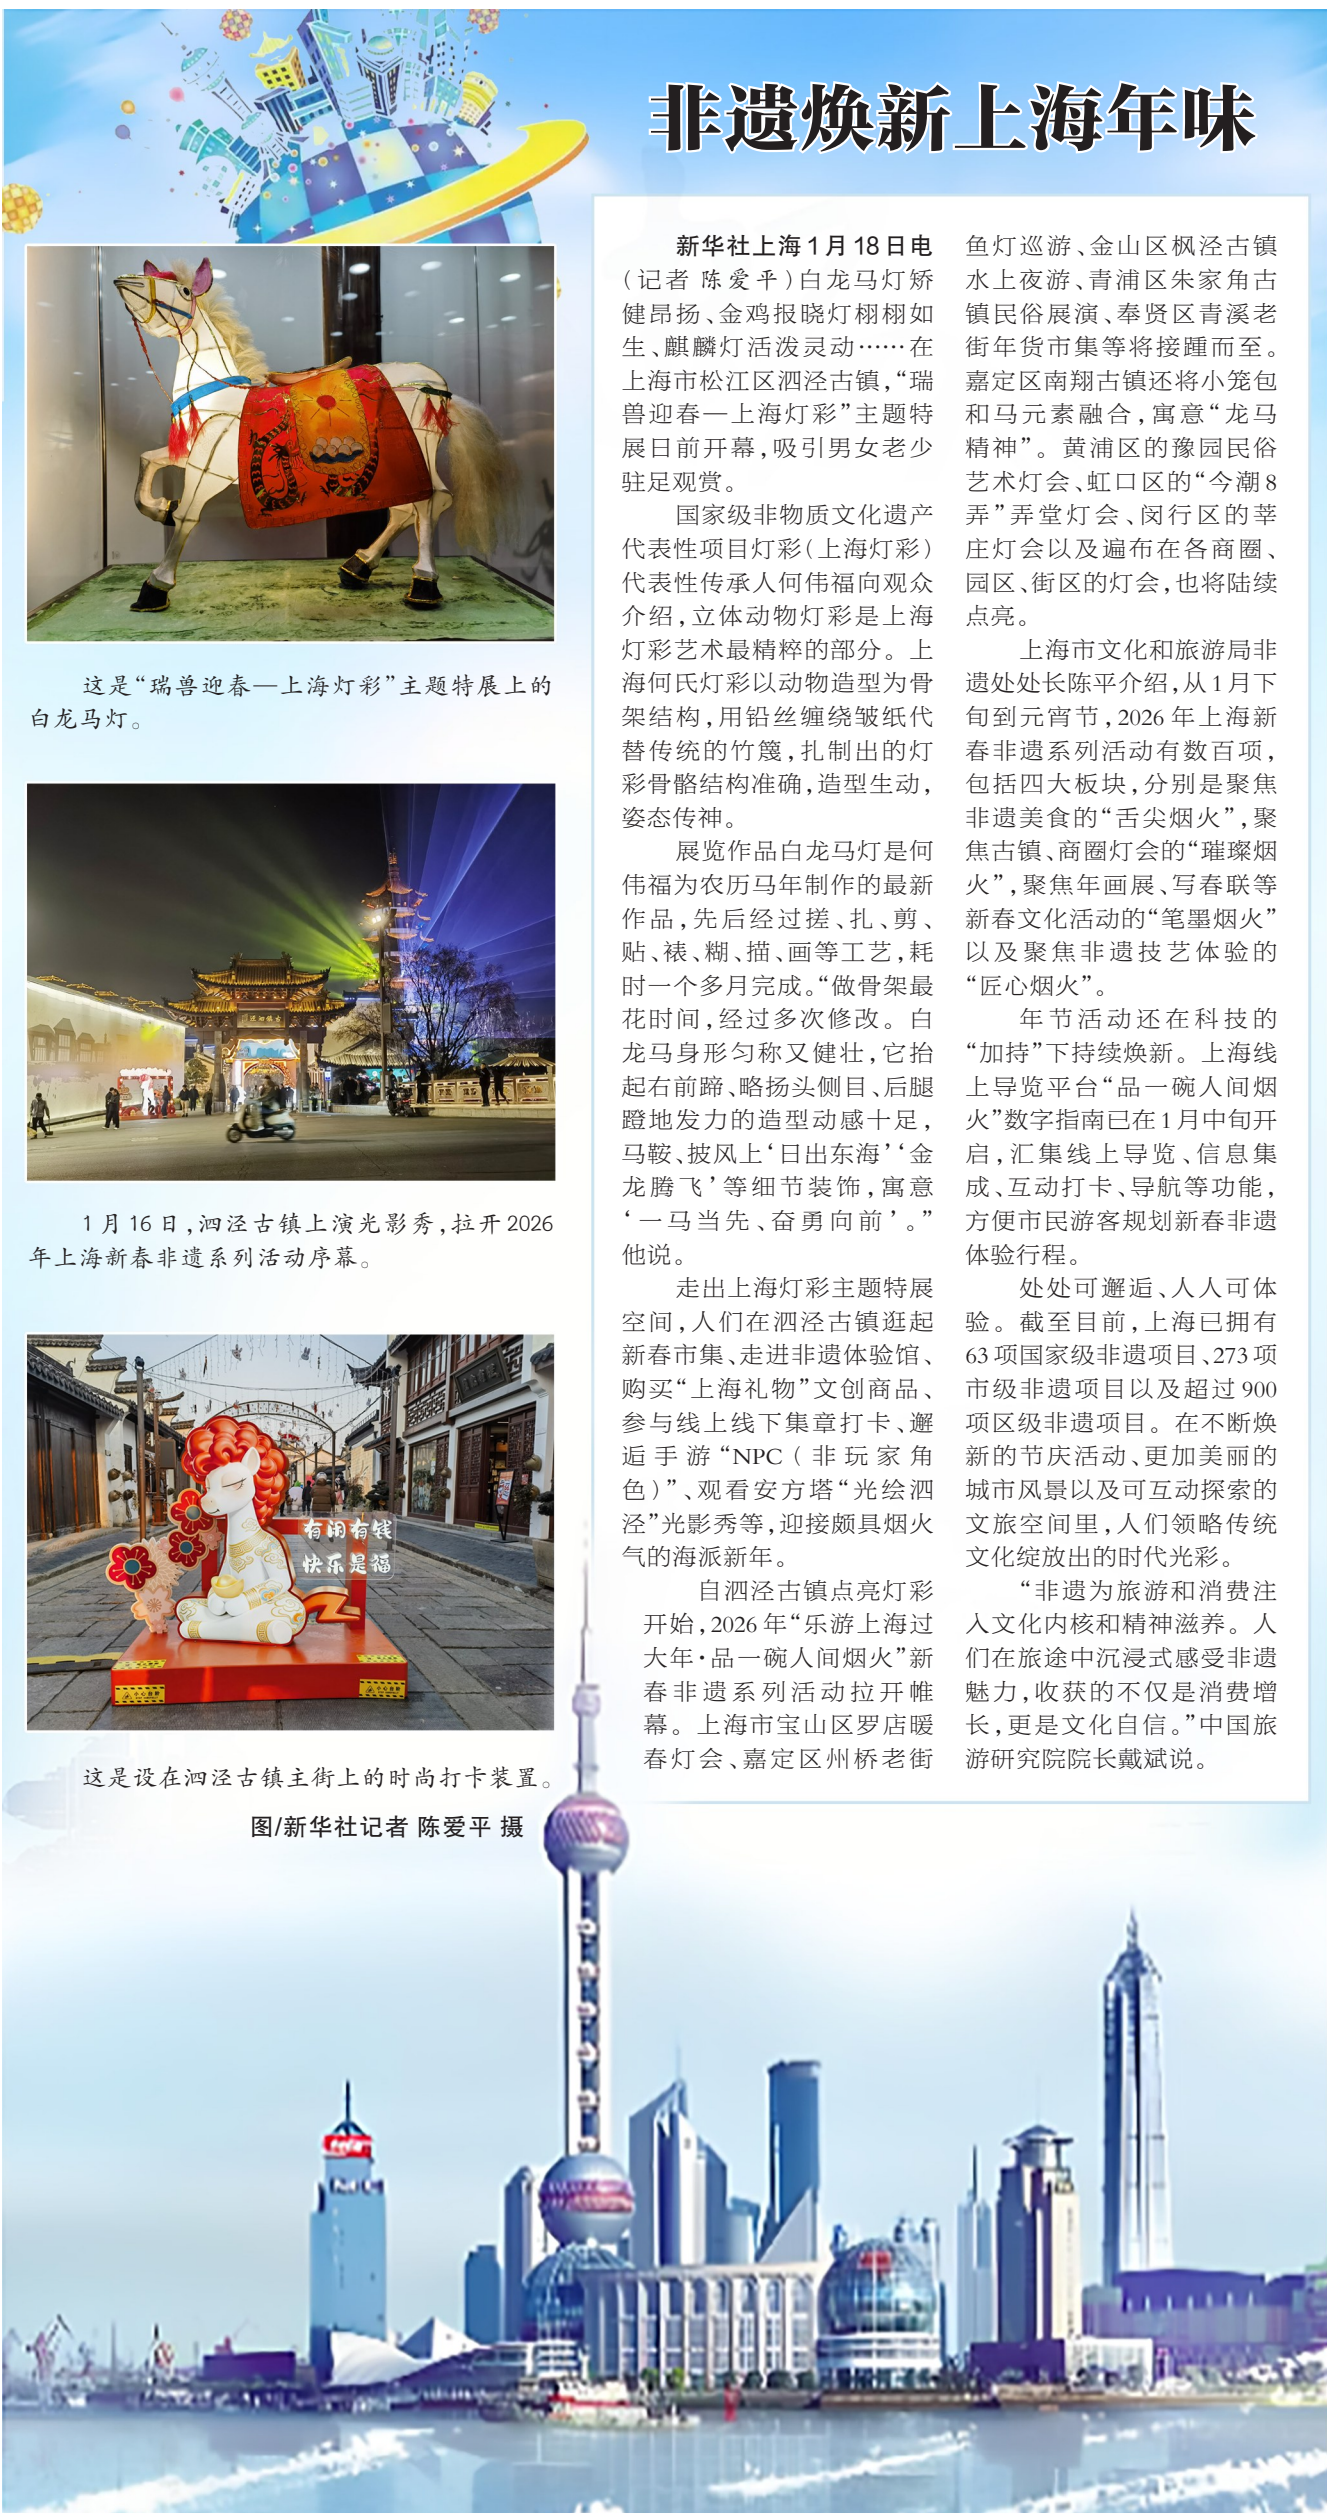 非遗焕新上海年味
新华社上海1月18日电
(记者 陈爱平)白龙马灯矫
健昂扬、金鸡报晓灯栩栩如
生、麒麟灯活泼灵动……在
上海市松江区泗泾古镇,“瑞
兽迎春—上海灯彩”主题特
展日前开幕,吸引男女老少
驻足观赏。
国家级非物质文化遗产
代表性项目灯彩(上海灯彩)
代表性传承人何伟福向观众
介绍,立体动物灯彩是上海
灯彩艺术最精粹的部分。上
海何氏灯彩以动物造型为骨
架结构,用铅丝缠绕皱纸代
替传统的竹篾,扎制出的灯
彩骨骼结构准确,造型生动,
姿态传神。
展览作品白龙马灯是何
伟福为农历马年制作的最新
作品,先后经过搓、扎、剪、
贴、裱、糊、描、画等工艺,耗
时一个多月完成。“做骨架最
花时间,经过多次修改。白
龙马身形匀称又健壮,它抬
起右前蹄、略扬头侧目、后腿
蹬地发力的造型动感十足,
马鞍、披风上‘日出东海’‘金
龙腾飞’等细节装饰,寓意
‘一马当先、奋勇向前’。”
他说。
走出上海灯彩主题特展
空间,人们在泗泾古镇逛起
新春市集、走进非遗体验馆、
购买“上海礼物”文创商品、
参与线上线下集章打卡、邂
逅手游“NPC(非玩家角
色)”、观看安方塔“光绘泗
泾”光影秀等,迎接颇具烟火
气的海派新年。
自泗泾古镇点亮灯彩
开始,2026年“乐游上海过
大年·品一碗人间烟火”新
春非遗系列活动拉开帷
幕。上海市宝山区罗店暖
春灯会、嘉定区州桥老街
鱼灯巡游、金山区枫泾古镇
水上夜游、青浦区朱家角古
镇民俗展演、奉贤区青溪老
街年货市集等将接踵而至。
嘉定区南翔古镇还将小笼包
和马元素融合,寓意“龙马
精神”。黄浦区的豫园民俗
艺术灯会、虹口区的“今潮8
弄”弄堂灯会、闵行区的莘
庄灯会以及遍布在各商圈、
园区、街区的灯会,也将陆续
点亮。
上海市文化和旅游局非
遗处处长陈平介绍,从1月下
旬到元宵节,2026年上海新
春非遗系列活动有数百项,
包括四大板块,分别是聚焦
非遗美食的“舌尖烟火”,聚
焦古镇、商圈灯会的“璀璨烟
火”,聚焦年画展、写春联等
新春文化活动的“笔墨烟火”
以及聚焦非遗技艺体验的
“匠心烟火”。
年节活动还在科技的
“加持”下持续焕新。上海线
上导览平台“品一碗人间烟
火”数字指南已在1月中旬开
启,汇集线上导览、信息集
成、互动打卡、导航等功能,
方便市民游客规划新春非遗
体验行程。
处处可邂逅、人人可体
验。截至目前,上海已拥有
63项国家级非遗项目、273项
市级非遗项目以及超过900
项区级非遗项目。在不断焕
新的节庆活动、更加美丽的
城市风景以及可互动探索的
文旅空间里,人们领略传统
文化绽放出的时代光彩。
“非遗为旅游和消费注
入文化内核和精神滋养。人
们在旅途中沉浸式感受非遗
魅力,收获的不仅是消费增
长,更是文化自信。”中国旅
游研究院院长戴斌说。
这是“瑞兽迎春—上海灯彩”主题特展上的
白龙马灯。
1月16日,泗泾古镇上演光影秀,拉开2026
年上海新春非遗系列活动序幕。
有闲有钱
快乐是福
这是设在泗泾古镇主街上的时尚打卡装置。
图/新华社记者 陈爱平 摄